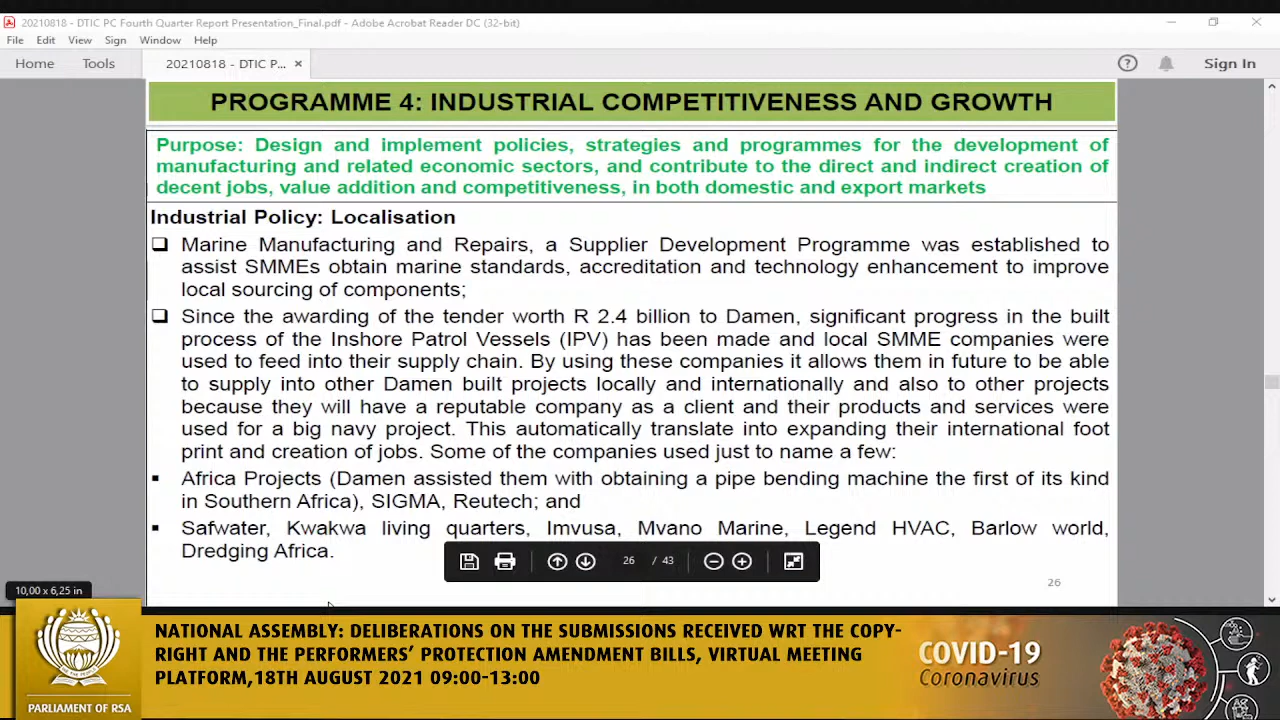 20210818 - DTIC PC Fourth Quarter Report Presentation_Final.pdf - Adobe Acrobat Reader DC (32-bit)
File Edit View Sign Window Help
Home Tools 20210818 - DTIC P... × Sign In
PROGRAMME 4: INDUSTRIAL COMPETITIVENESS AND GROWTH
Purpose: Design and implement policies, strategies and programmes for the development of
manufacturing and related economic sectors, and contribute to the direct and indirect creation of
decent jobs, value addition and competitiveness, in both domestic and export markets
Industrial Policy: Localisation
Marine Manufacturing and Repairs, a Supplier Development Programme was established to
assist SMMEs obtain marine standards, accreditation and technology enhancement to improve
local sourcing of components;
Since the awarding of the tender worth R 2.4 billion to Damen, significant progress in the built
process of the Inshore Patrol Vessels (IPV) has been made and local SMME companies were
used to feed into their supply chain. By using these companies it allows them in future to be able
to supply into other Damen built projects locally and internationally and also to other projects
because they will have a reputable company as a client and their products and services were
used for a big navy project. This automatically translate into expanding their international foot
print and creation of jobs. Some of the companies used just to name a few:
Africa Projects (Damen assisted them with obtaining a pipe bending machine the first of its kind
in Southern Africa), SIGMA, Reutech; and
Safwater, Kwakwa living quarters, Imvusa, Mvano Marine, Legend HVAC, Barlow world,
Dredging Africa.
26 / 43
26
10,00 x 6,25 in
NATIONAL ASSEMBLY: DELIBERATIONS ON THE SUBMISSIONS RECEIVED WRT THE COPY-
RIGHT AND THE PERFORMERS' PROTECTION AMENDMENT BILLS, VIRTUAL MEETING
PLATFORM,18TH AUGUST 2021 09:00-13:00
PARLIAMENT OF RSA
COVID-19
Coronavirus